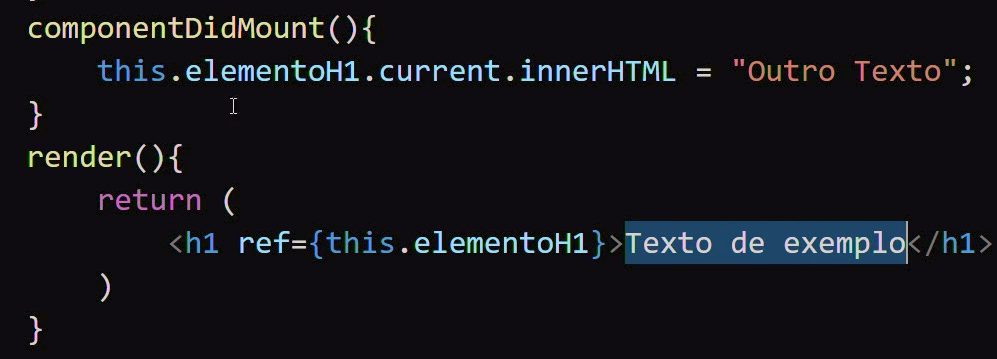 componentDidMount(){
this.elementoH1.current.innerHTML = "Outro Texto";
}
render(){
return (
<h1 ref={this.elementoH1}>Texto de exemplo</h1>
)
}